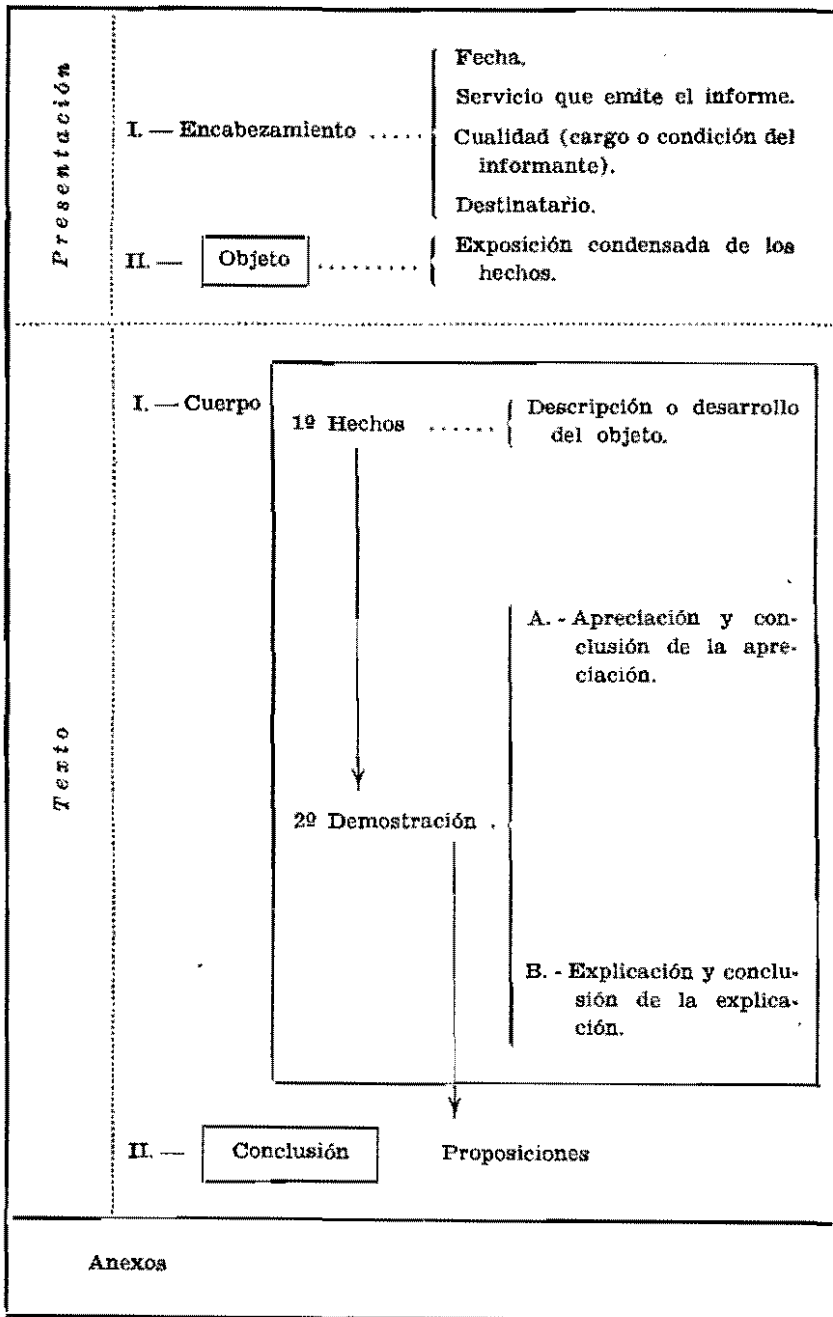 Presentación
I. — Encabezamiento .....
Fecha.
Servicio que emite el informe.
Cualidad (cargo o condición del
informante).
Destinatario.
II. — Objeto .........
Exposición condensada de los
hechos.
Texto
I. — Cuerpo
1º Hechos ......
Descripción o desarrollo
del objeto.
A. - Apreciación y con-
clusión de la apre-
ciación.
2º Demostración .
B. - Explicación y conclu-
sión de la explica-
ción.
II. — Conclusión Proposiciones
Anexos